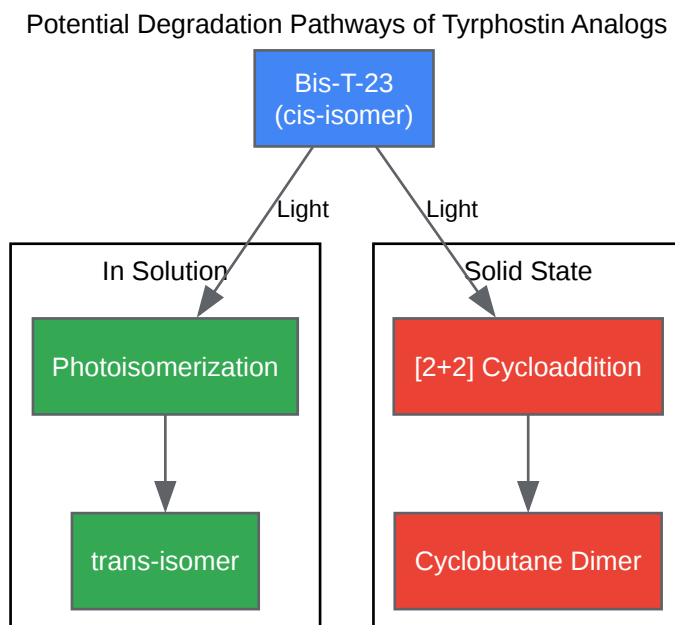 Potential Degradation Pathways of Tyrphostin Analogs
Bis-T-23
(cis-isomer)
Light
Light
In Solution
Solid State
Photoisomerization
[2+2] Cycloaddition
trans-isomer
Cyclobutane Dimer